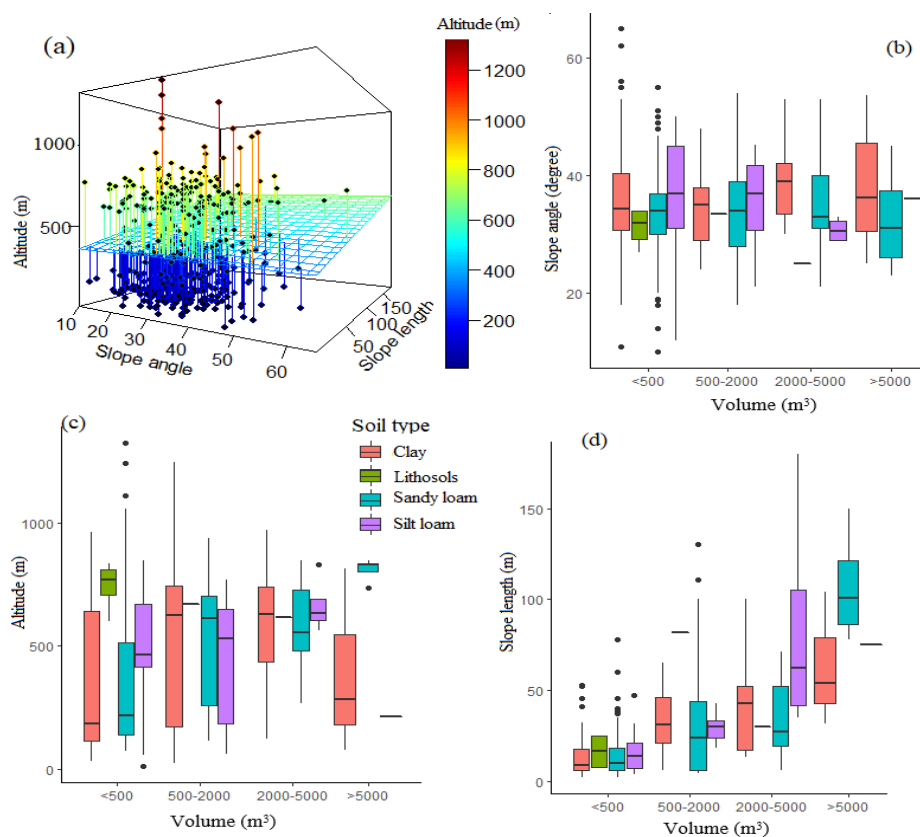 (a)
Altitude (m)
1000
500
Altitude (m)
10
20
30
40
50
60
Slope angle
50
100
150
Slope length
1200
1000
800
600
400
200
(b)
60
40
20
Slope angle (degree)
<500
500-2000
2000-5000
>5000
Volume (m³)
(c)
Soil type
Clay
Lithosols
Sandy loam
Silt loam
1000
500
0
Altitude (m)
<500
500-2000
2000-5000
>5000
Volume (m³)
(d)
150
100
50
0
Slope length (m)
<500
500-2000
2000-5000
>5000
Volume (m³)